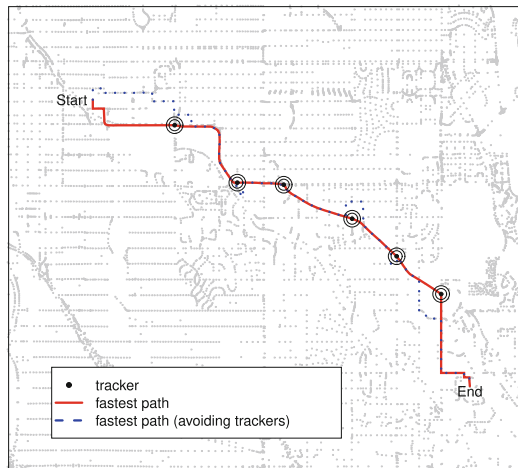 Start
End
tracker
fastest path
fastest path (avoiding trackers)